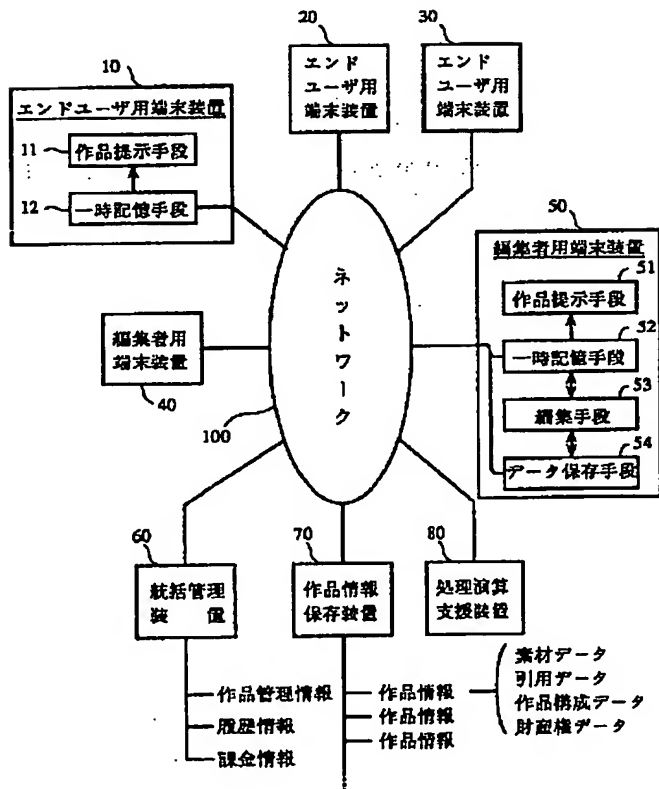 10
エンドユーザ用端末装置
11
作品提示手段
12
一時記憶手段
20
エンド
ユーザ用
端末装置
30
エンド
ユーザ用
端末装置
ネットワーク
100
編集者用
端末装置
40
50
編集者用端末装置
51
作品提示手段
52
一時記憶手段
53
編集手段
54
データ保存手段
60
統括管理
装 置
作品管理情報
履歴情報
課金情報
70
作品情報
保存装置
作品情報
作品情報
作品情報
80
処理演算
支援装置
素材データ
引用データ
作品構成データ
財産権データ